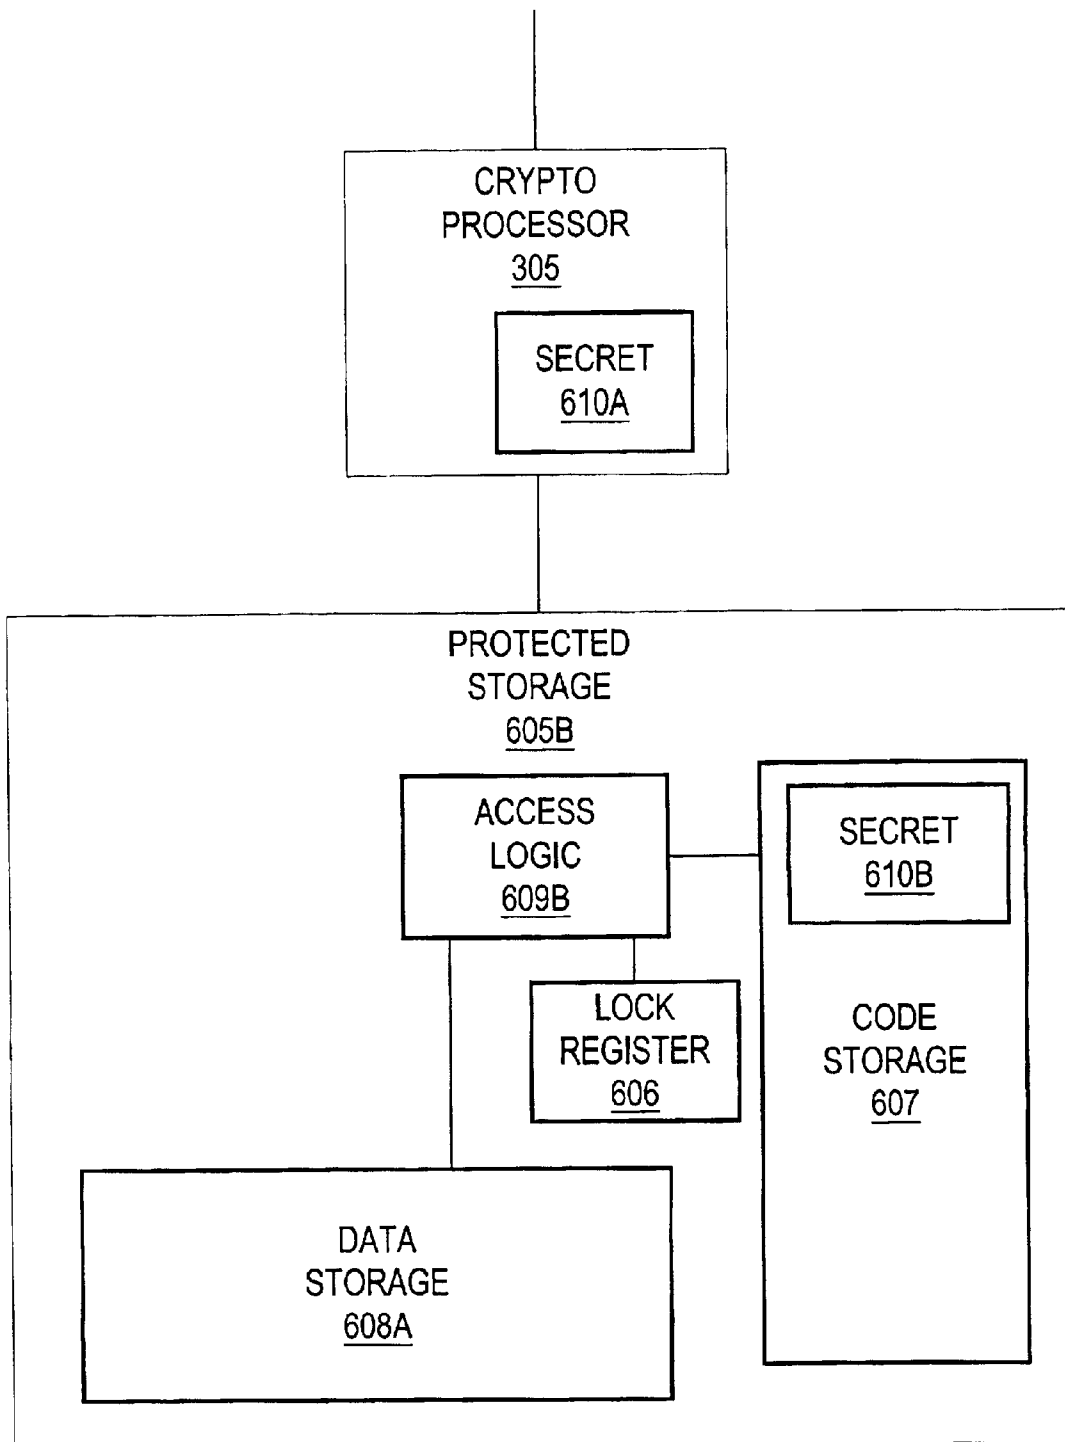 CRYPTO
PROCESSOR
305
SECRET
610A
PROTECTED
STORAGE
605B
ACCESS
LOGIC
609B
SECRET
610B
LOCK
REGISTER
606
CODE
STORAGE
607
DATA
STORAGE
608A